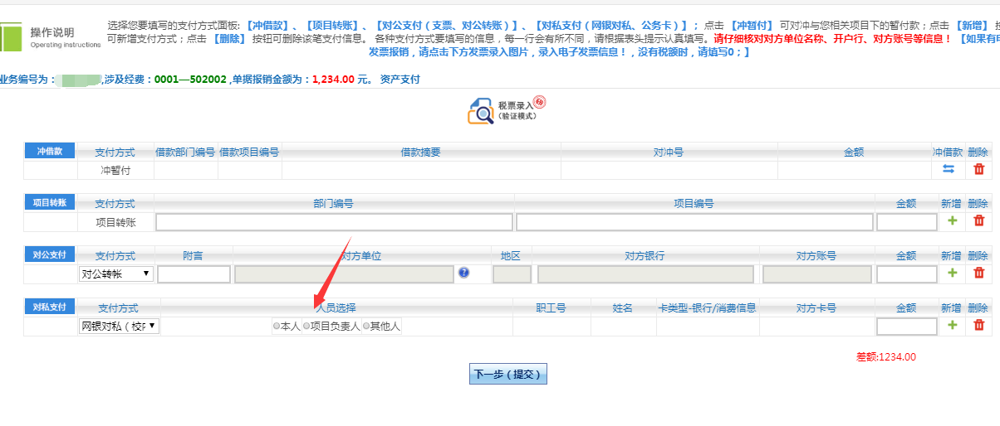 操作说明
Operating instructions
选择您要填写的支付方式面板:【冲借款】、【项目转账】、【对公支付（支票、对公转账）】、【对私支付（网银对私、公务卡）】； 点击 【冲暂付】 可对冲与您相关项目下的暂付款；点击 【新增】 按
可新增支付方式；点击 【删除】 按钮可删除该笔支付信息。 各种支付方式要填写的信息，每一行会有所不同，请根据表头提示认真填写。请仔细核对对方单位名称、开户行、对方账号等信息！ 【如果有
发票报销，请点击下方发票录入图片，录入电子发票信息！，没有税额时，请填写0；】
业务编号为： ,涉及经费：0001—502002 ,单据报销金额为：1,234.00 元。 资产支付
税票录入
（验证模式）
冲借款 支付方式 借款部门编号 借款项目编号 借款摘要 对冲号 金额 冲借款 删除
冲暂付
项目转账 支付方式 部门编号 项目编号 金额 新增 删除
项目转账
对公支付 支付方式 附言 对方单位 地区 对方银行 对方账号 金额 新增 删除
对公转帐
对私支付 支付方式 人员选择 职工号 姓名 卡类型-银行/消费信息 对方卡号 金额 新增 删除
网银对私（校 本人 项目负责人 其他人
差额:1234.00
下一步（提交）